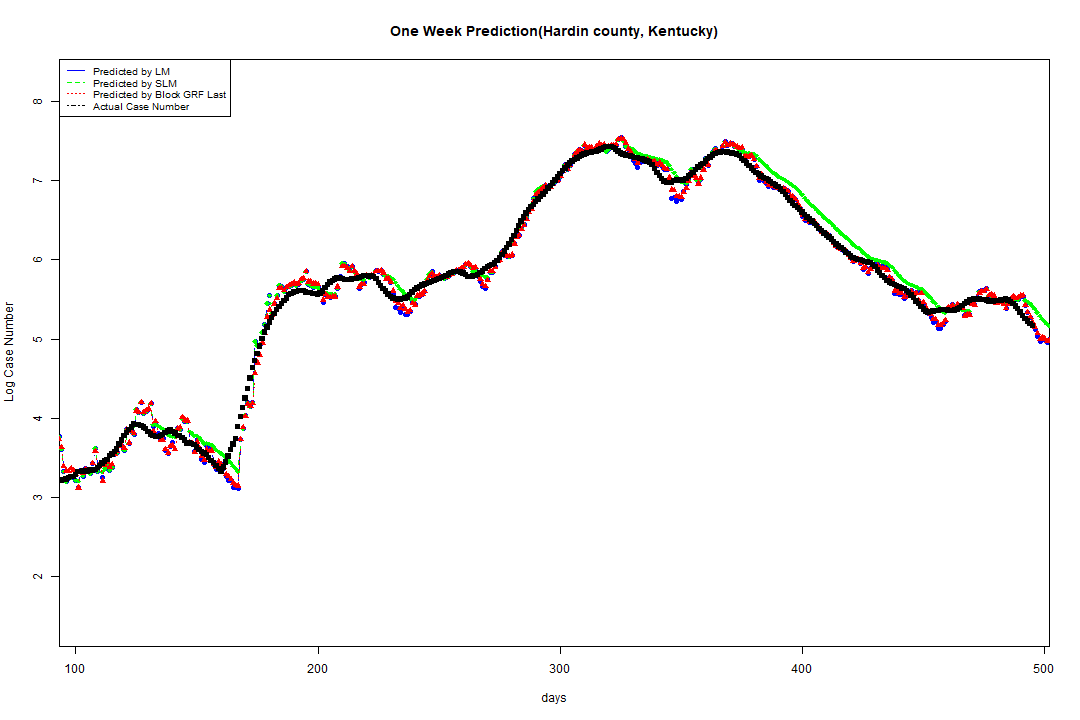 One Week Prediction(Hardin county, Kentucky)
Predicted by LM
Predicted by SLM
Predicted by Block GRF Last
Actual Case Number
8
7
6
5
4
3
2
Log Case Number
100 200 300 400 500
days